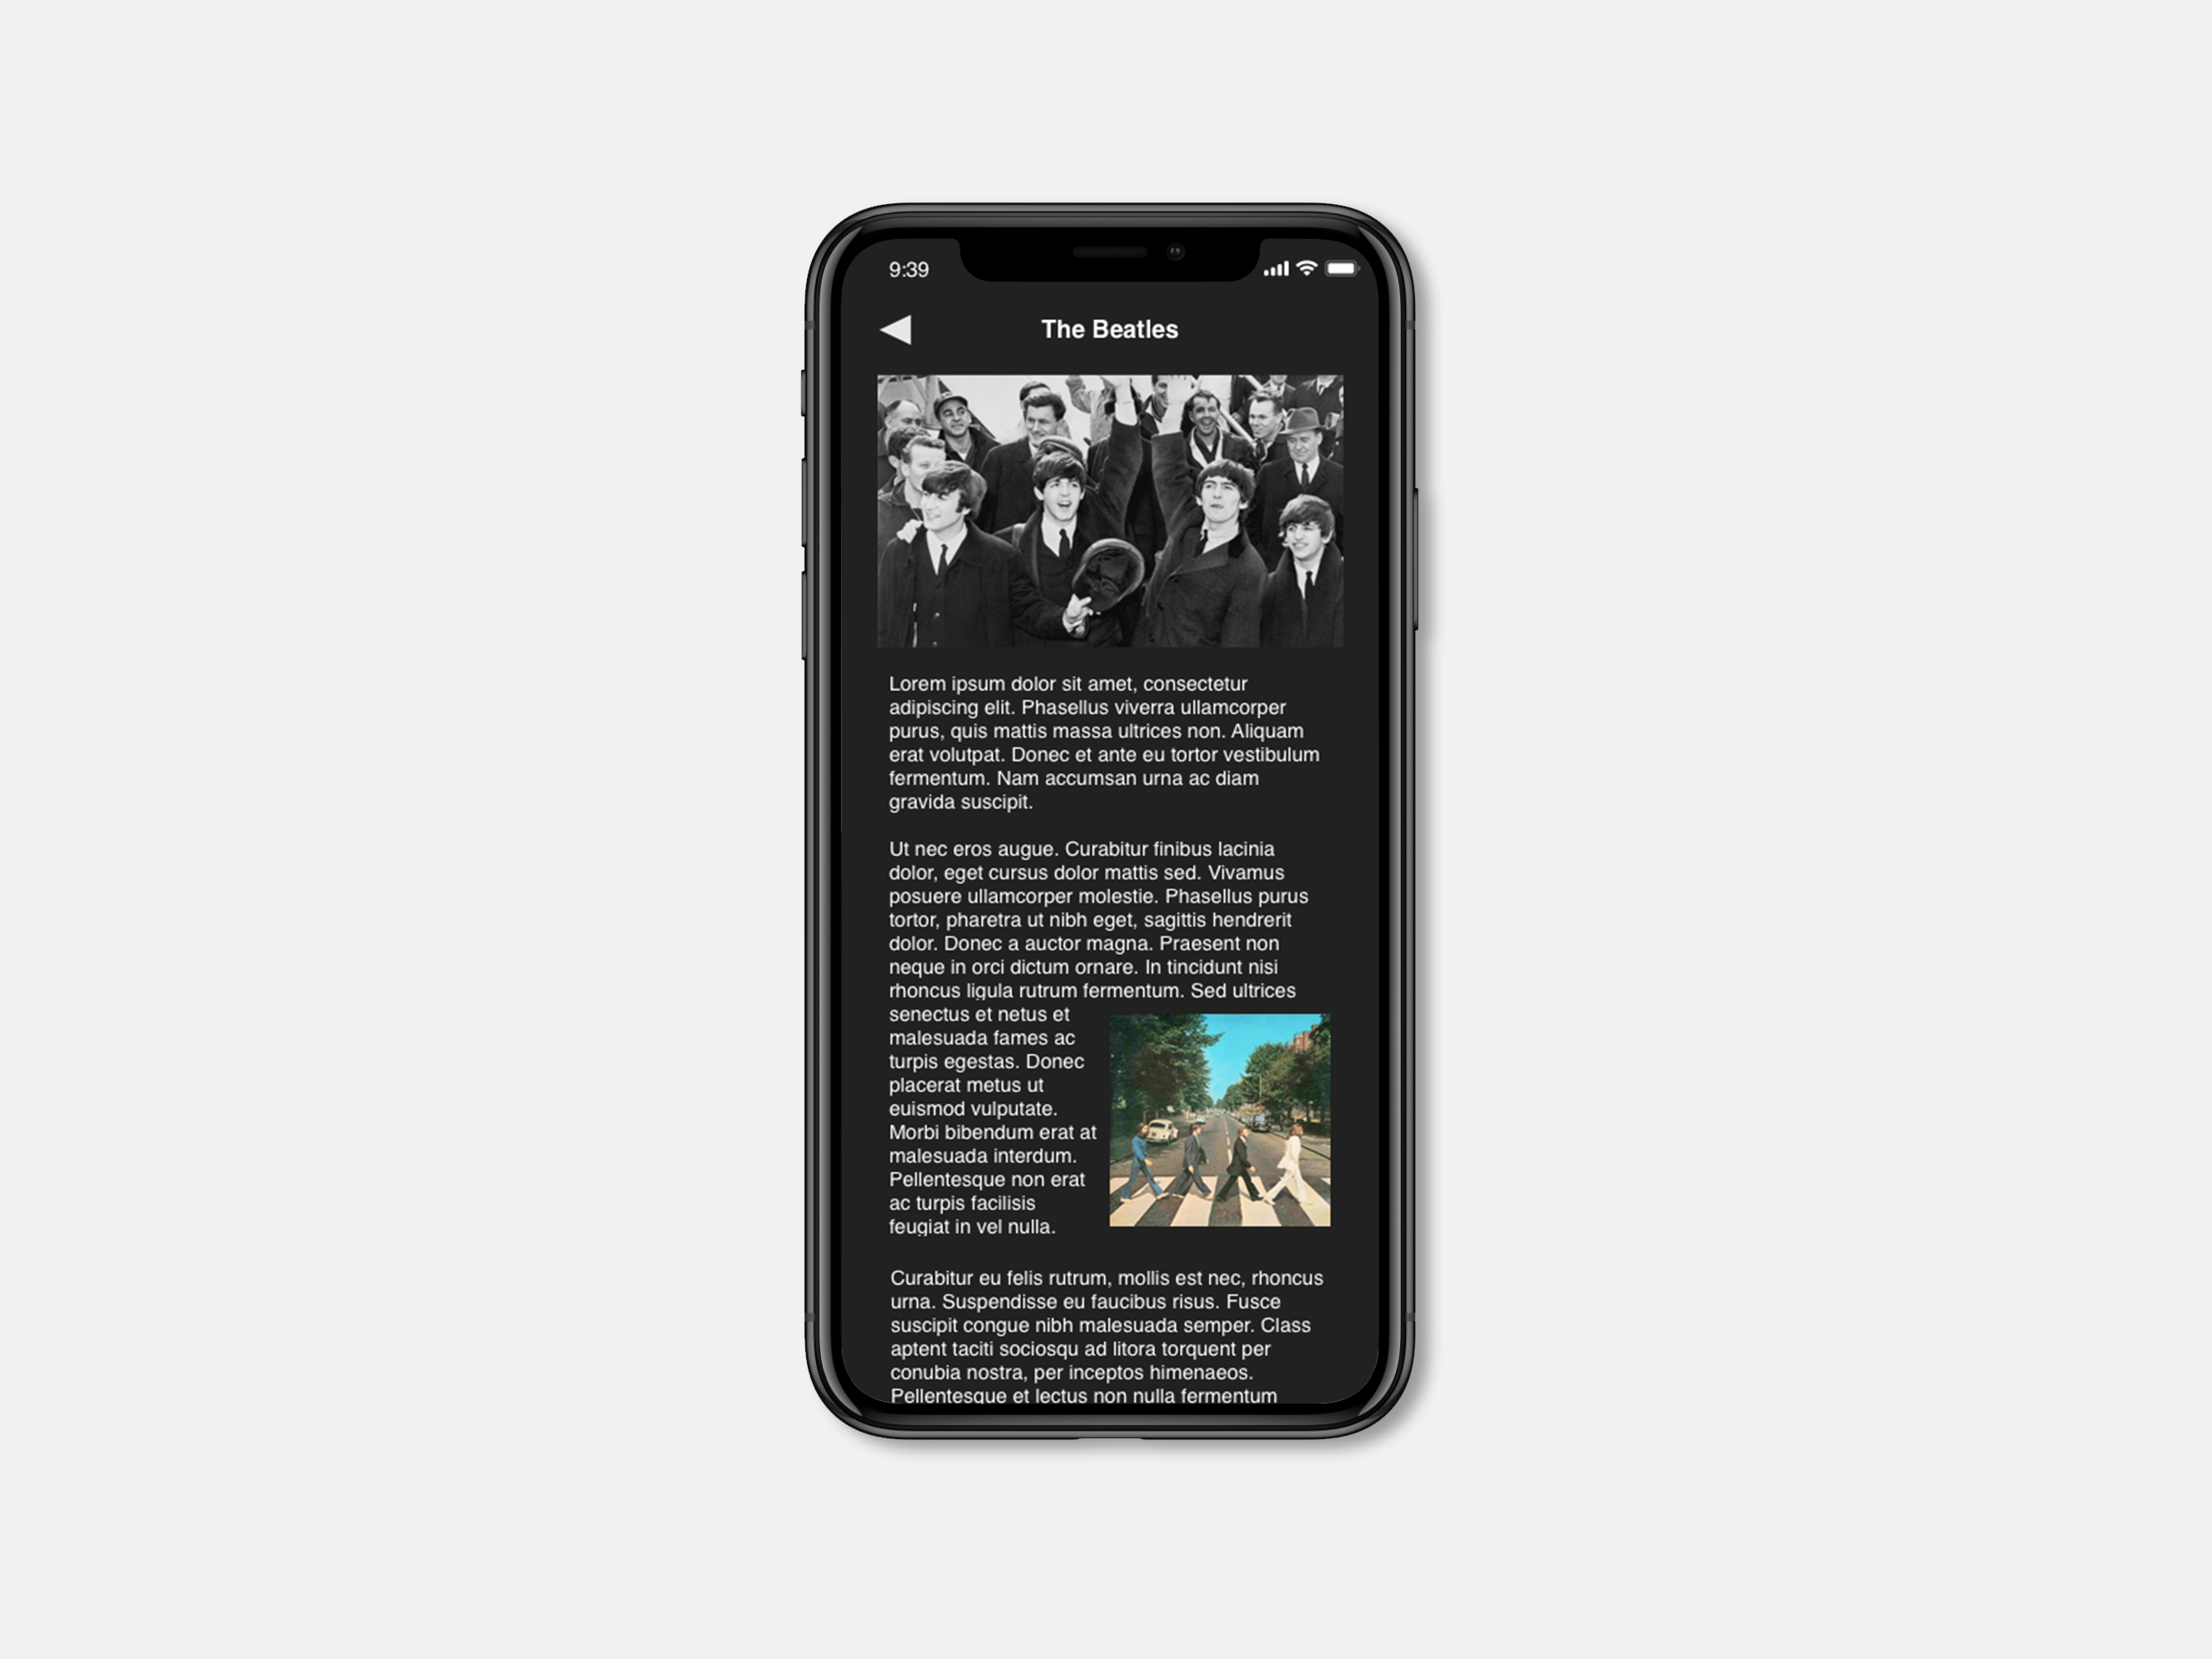 9:39
The Beatles
Lorem ipsum dolor sit amet, consectetur
adipiscing elit. Phasellus viverra ullamcorper
purus, quis mattis massa ultrices non. Aliquam
erat volutpat. Donec et ante eu tortor vestibulum
fermentum. Nam accumsan urna ac diam
gravida suscipit.
Ut nec eros augue. Curabitur finibus lacinia
dolor, eget cursus dolor mattis sed. Vivamus
posuere ullamcorper molestie. Phasellus purus
tortor, pharetra ut nibh eget, sagittis hendrerit
dolor. Donec a auctor magna. Praesent non
neque in orci dictum ornare. In tincidunt nisi
rhoncus ligula rutrum fermentum. Sed ultrices
senectus et netus et
malesuada fames ac
turpis egestas. Donec
placerat metus ut
euismod vulputate.
Morbi bibendum erat at
malesuada interdum.
Pellentesque non erat
ac turpis facilisis
feugiat in vel nulla.
Curabitur eu felis rutrum, mollis est nec, rhoncus
urna. Suspendisse eu faucibus risus. Fusce
suscipit congue nibh malesuada semper. Class
aptent taciti sociosqu ad litora torquent per
conubia nostra, per inceptos himenaeos.
Pellentesque et lectus non nulla fermentum